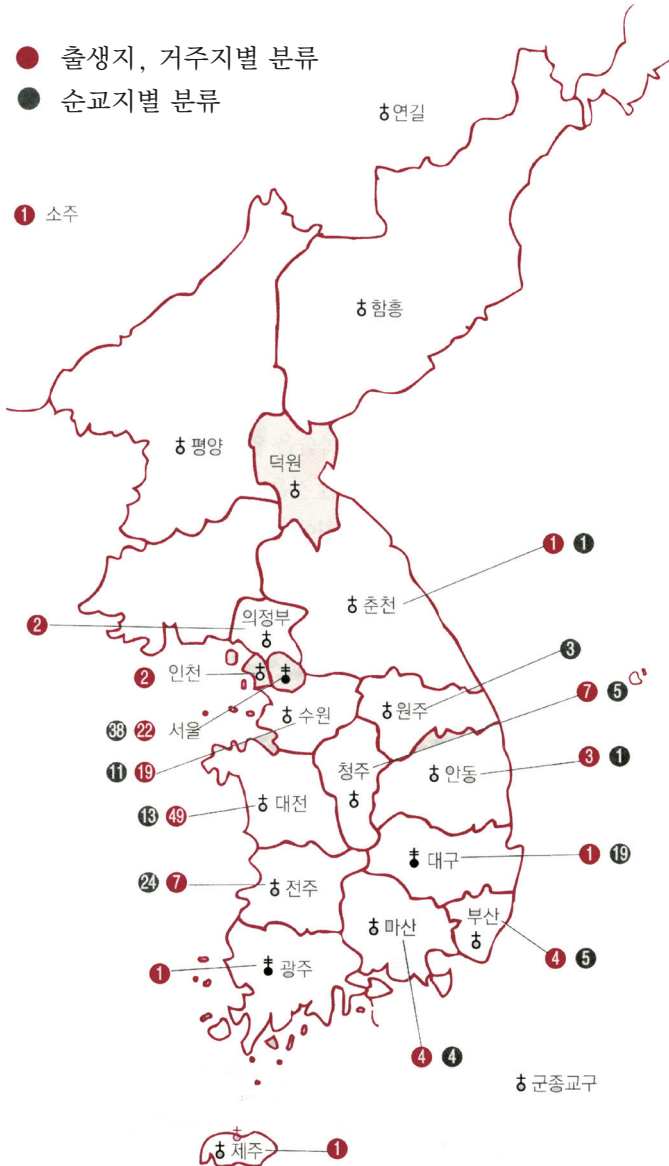 출생지, 거주지별 분류
순교지별 분류
연길
1 소주
함흥
평양
덕원
1 1
춘천
2 의정부
3
2 인천
7 5
38 22 서울
수원
원주
11 19
청주
안동
3 1
13 49 대전
대구 1 19
24 7 전주
마산
부산
4 5
1 광주
4 4
군종교구
제주 1